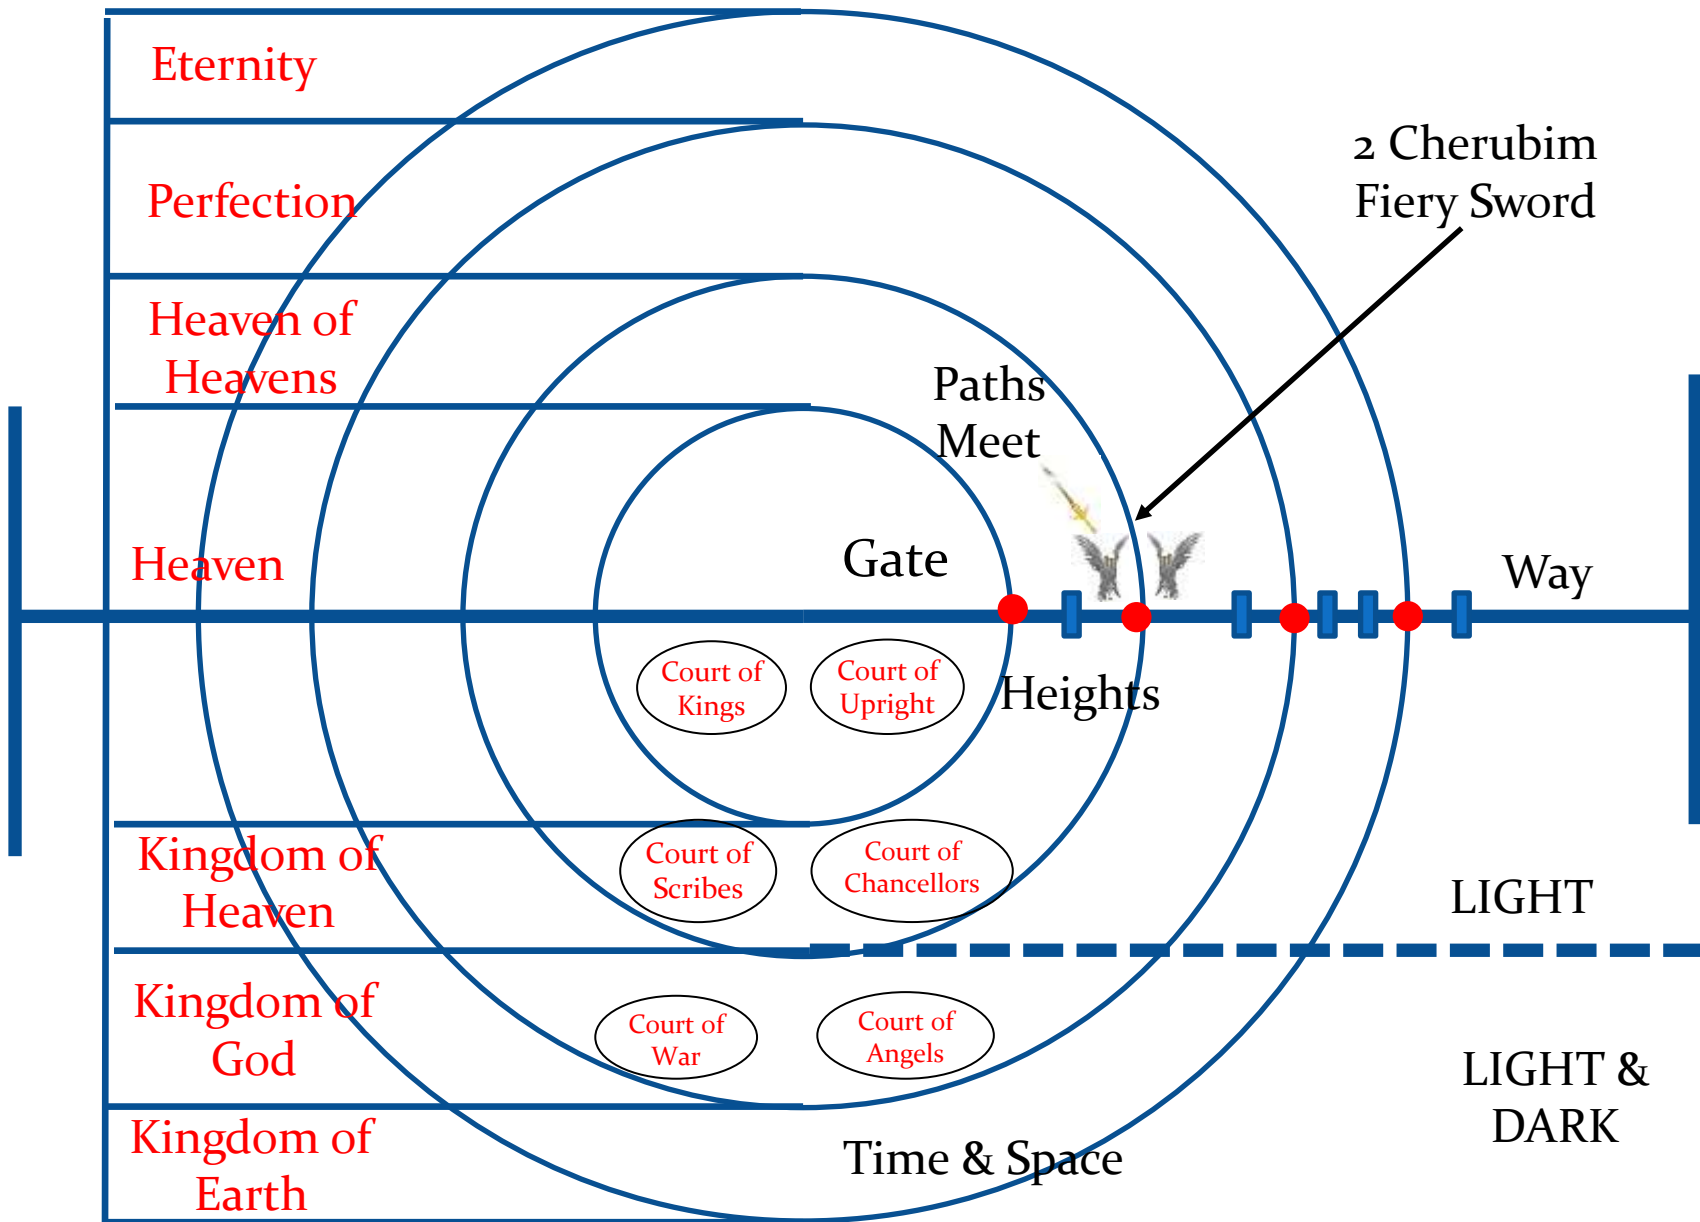 Eternity
2 Cherubim
Fiery Sword
Perfection
Heaven of
Heavens
Paths
Meet
Heaven
Gate
Way
Court of
Kings
Court of
Upright
Heights
Kingdom of
Heaven
Court of
Scribes
Court of
Chancellors
LIGHT
Kingdom of
God
Court of
War
Court of
Angels
LIGHT &
DARK
Kingdom of
Earth
Time & Space